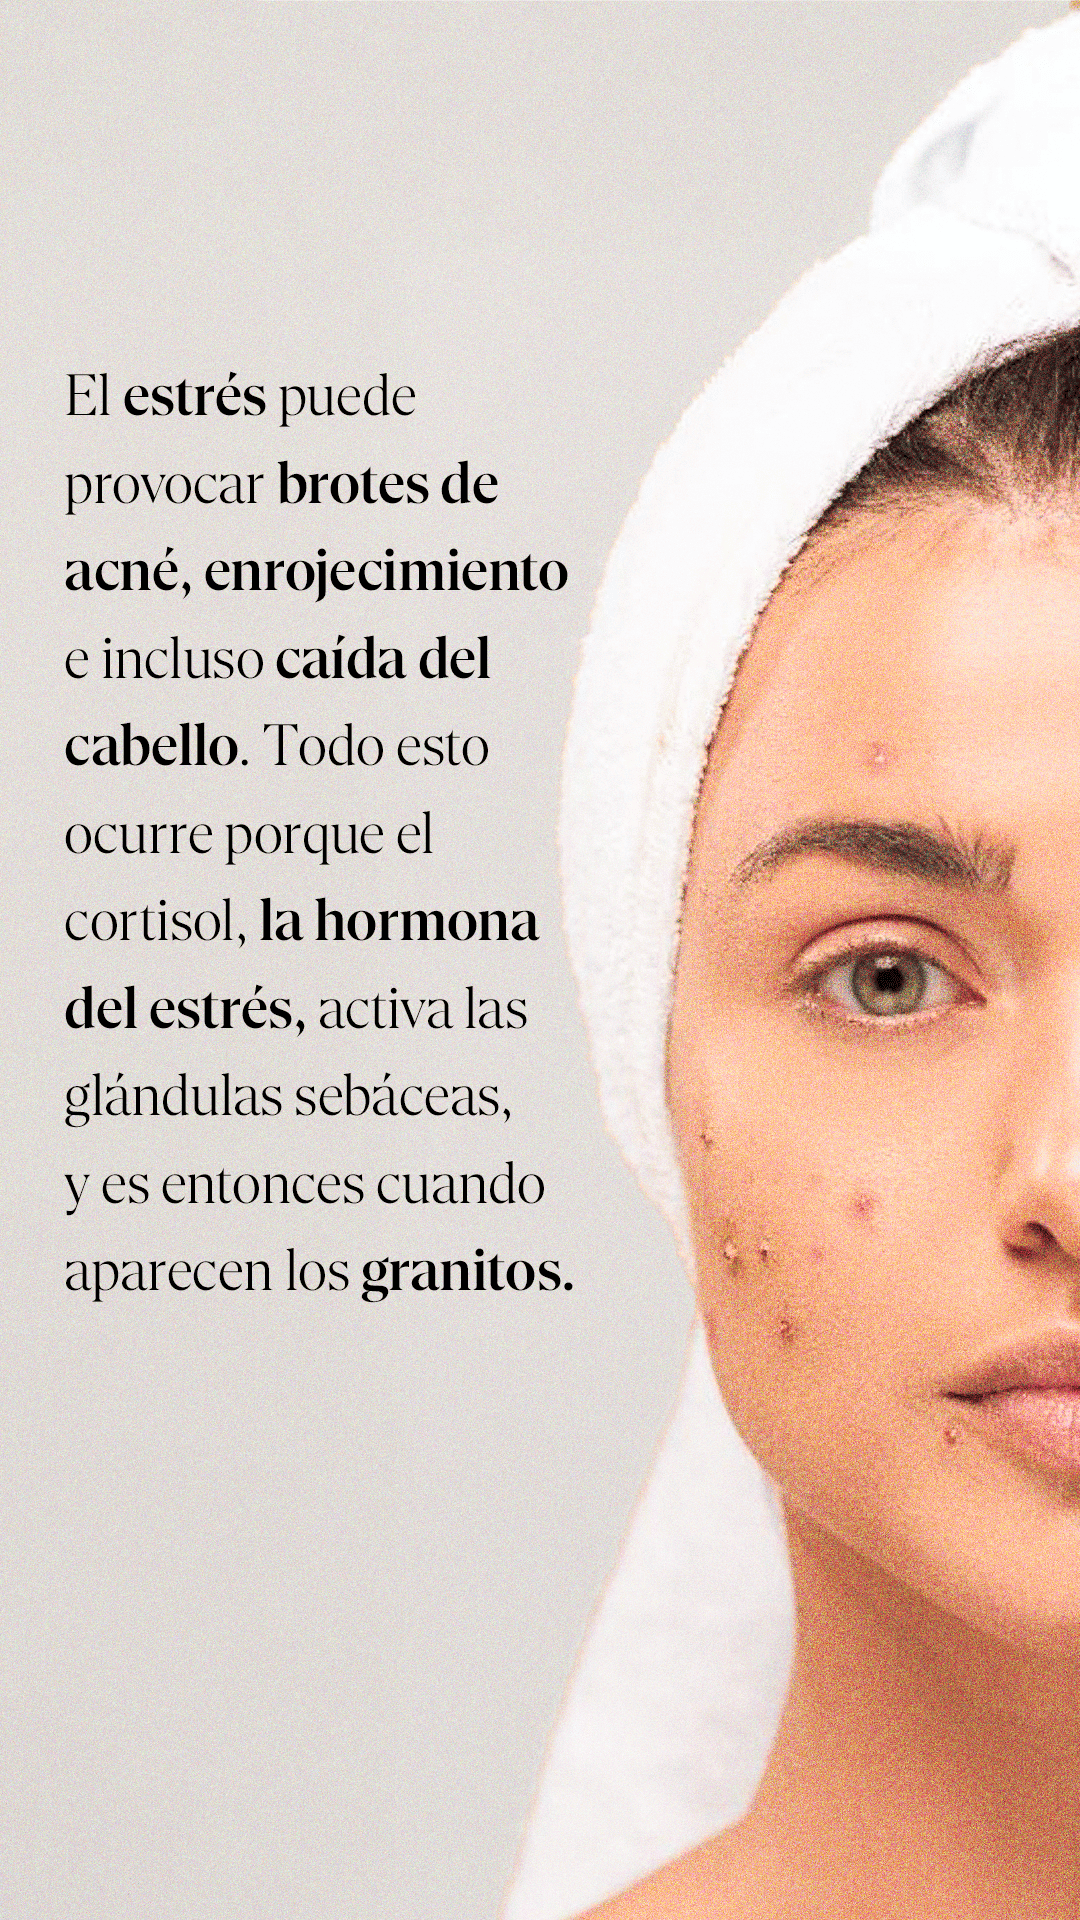 El estrés puede
provocar brotes de
acné, enrojecimiento
e incluso caída del
cabello. Todo esto
ocurre porque el
cortisol, la hormona
del estrés, activa las
glándulas sebáceas,
y es entonces cuando
aparecen los granitos.